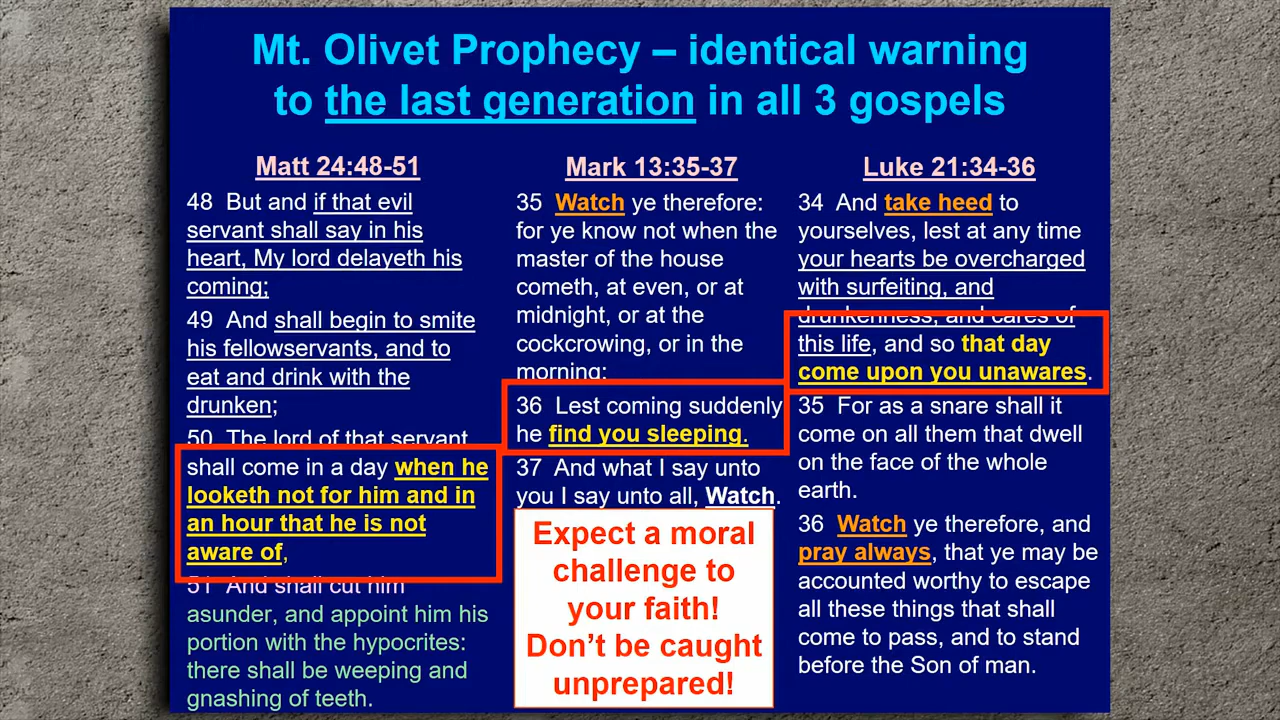 Mt. Olivet Prophecy – identical warning
to the last generation in all 3 gospels
Matt 24:48-51
48 But and if that evil
servant shall say in his
heart, My lord delayeth his
coming;
49 And shall begin to smite
his fellowservants, and to
eat and drink with the
drunken;
50 The lord of that servant
shall come in a day when he
looketh not for him and in
an hour that he is not
aware of,
51 And shall cut him
asunder, and appoint him his
portion with the hypocrites:
there shall be weeping and
gnashing of teeth.
Mark 13:35-37
35 Watch ye therefore:
for ye know not when the
master of the house
cometh, at even, or at
midnight, or at the
cockcrowing, or in the
morning:
36 Lest coming suddenly
he find you sleeping.
37 And what I say unto
you I say unto all, Watch.
Expect a moral
challenge to
your faith!
Don't be caught
unprepared!
Luke 21:34-36
34 And take heed to
yourselves, lest at any time
your hearts be overcharged
with surfeiting, and
drunkenness, and cares of
this life, and so that day
come upon you unawares.
35 For as a snare shall it
come on all them that dwell
on the face of the whole
earth.
36 Watch ye therefore, and
pray always, that ye may be
accounted worthy to escape
all these things that shall
come to pass, and to stand
before the Son of man.